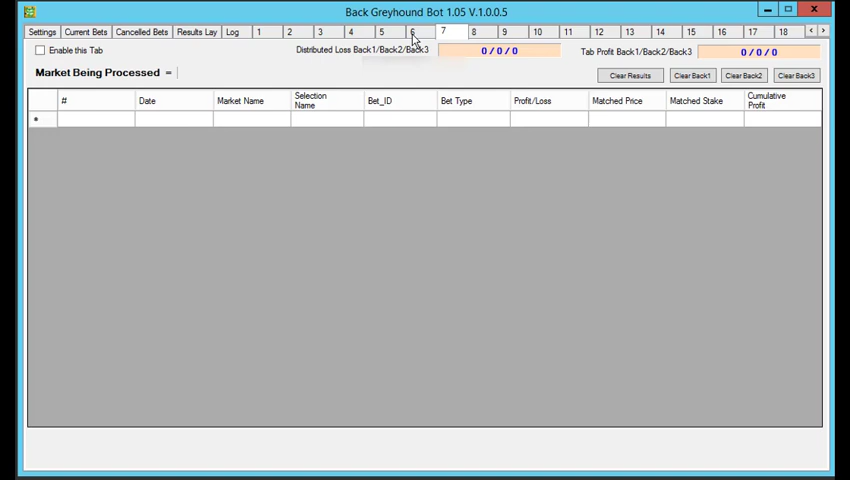 Back Greyhound Bot 1.05 V.1.0.0.5
Settings Current Bets Cancelled Bets Results Lay Log 1 2 3 4 5 6 7 8 9 10 11 12 13 14 15 16 17 18
Enable this Tab Distributed Loss Back1/Back2/Back3 0 / 0 / 0 Tab Profit Back1/Back2/Back3 0 / 0 / 0
Market Being Processed = Clear Results Clear Back1 Clear Back2 Clear Back3
# Date Market Name Selection Name Bet_ID Bet Type Profit/Loss Matched Price Matched Stake Cumulative Profit